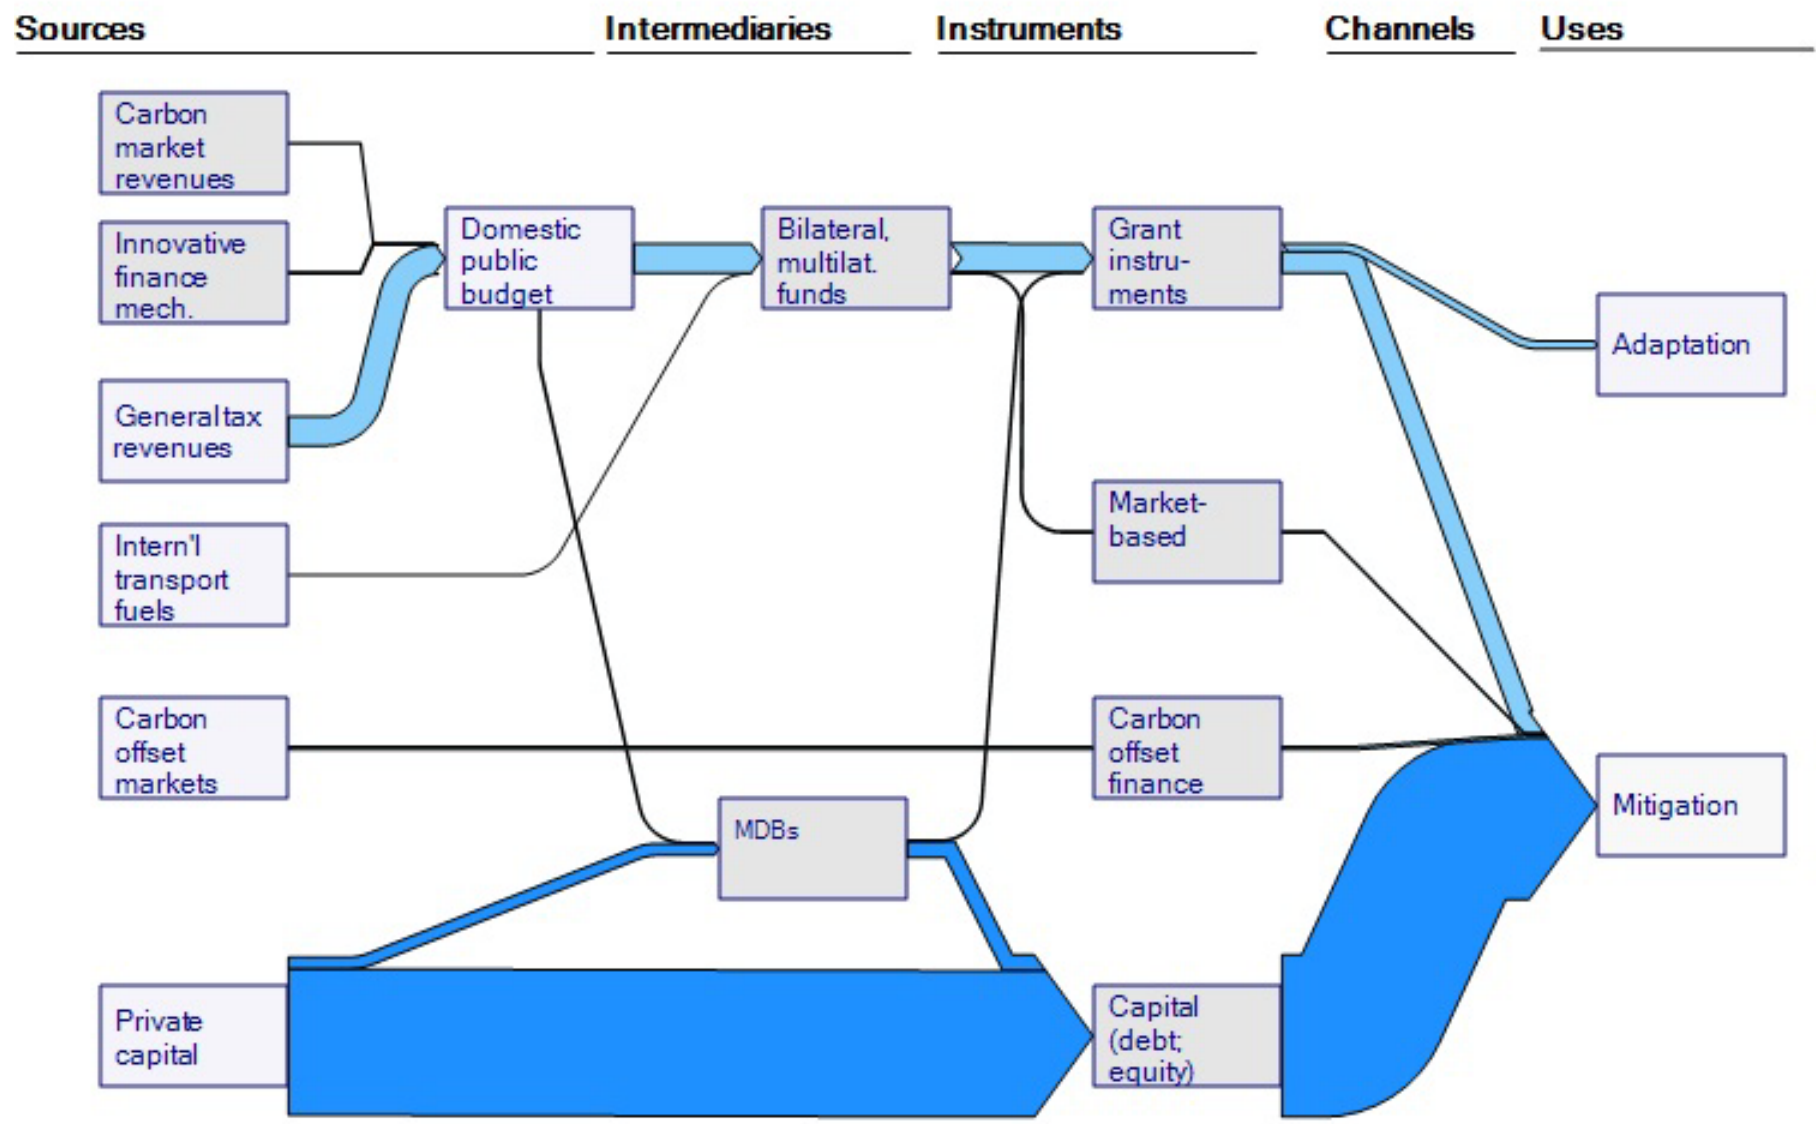 Sources
Intermediaries
Instruments
Channels
Uses
Carbon
market
revenues
Innovative
finance
mech.
General tax
revenues
Intern'l
transport
fuels
Carbon
offset
markets
Private
capital
Domestic
public
budget
Bilateral,
multilat.
funds
MDBs
Grant
instru-
ments
Market-
based
Carbon
offset
finance
Capital
(debt;
equity)
Adaptation
Mitigation